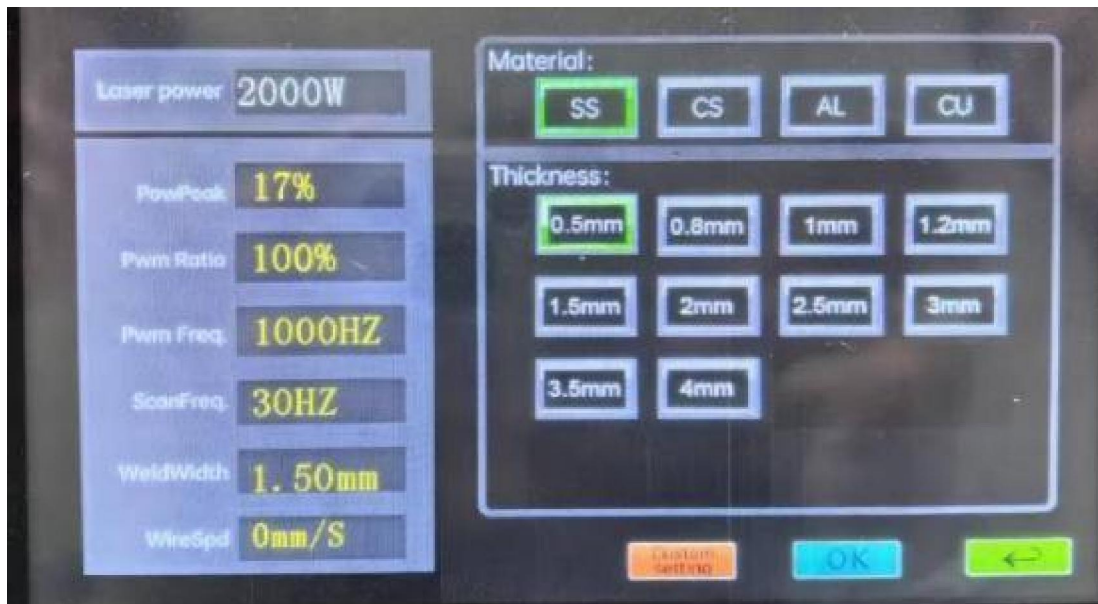 Laser power 2000W
PowPeak 17%
Pwm Ratio 100%
Pwm Freq. 1000HZ
ScanFreq. 30HZ
WeldWidth 1.50mm
WireSpd 0mm/S
Material:
SS CS AL CU
Thickness:
0.5mm 0.8mm 1mm 1.2mm
1.5mm 2mm 2.5mm 3mm
3.5mm 4mm
Custom
setting
OK